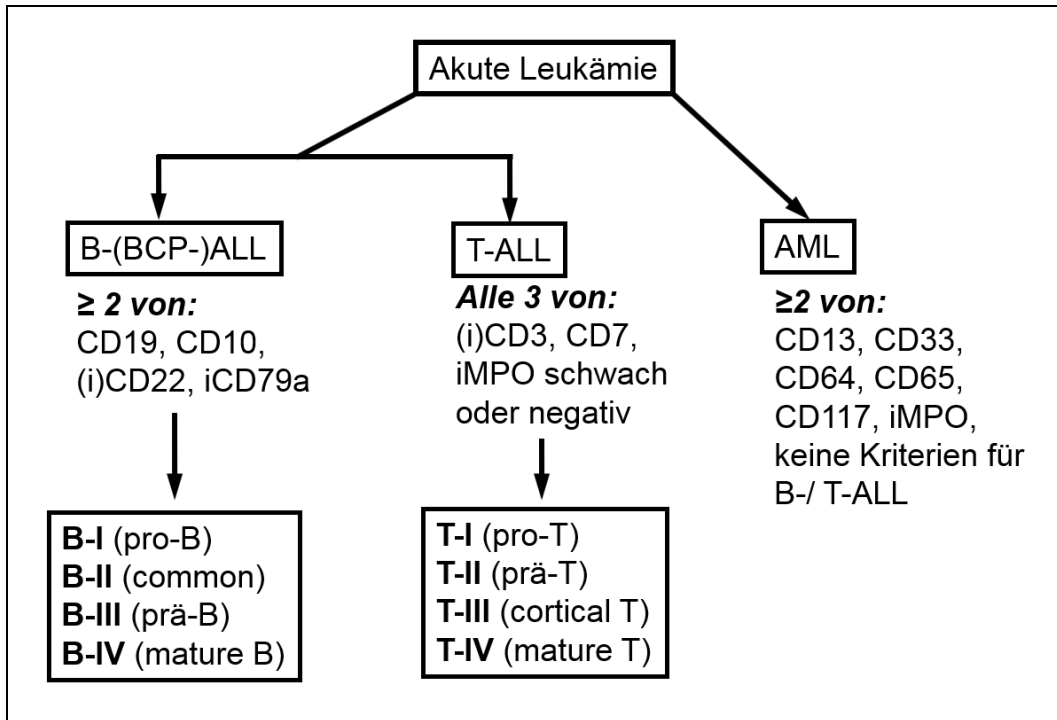 Akute Leukämie
B-(BCP-)ALL
≥ 2 von:
CD19, CD10,
(i)CD22, iCD79a
B-I (pro-B)
B-II (common)
B-III (prä-B)
B-IV (mature B)
T-ALL
Alle 3 von:
(i)CD3, CD7,
iMPO schwach
oder negativ
T-I (pro-T)
T-II (prä-T)
T-III (cortical T)
T-IV (mature T)
AML
≥2 von:
CD13, CD33,
CD64, CD65,
CD117, iMPO,
keine Kriterien für
B-/ T-ALL